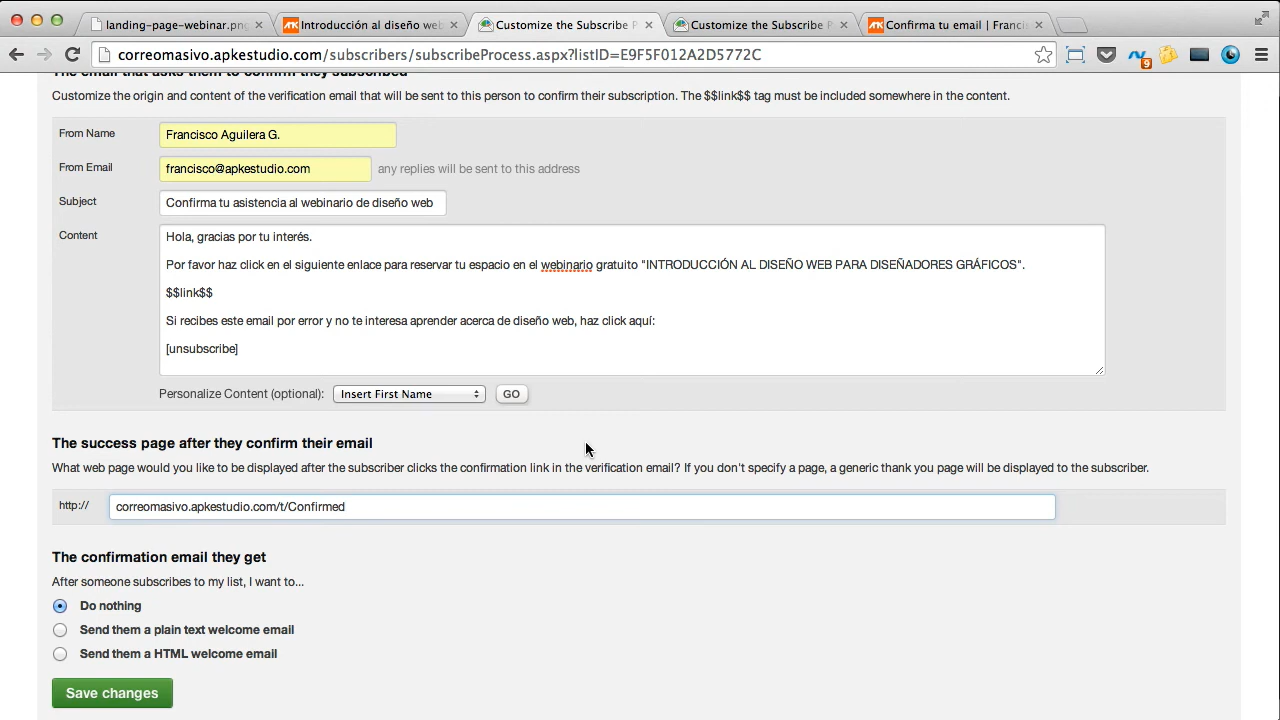 landing-page-webinar.png
Introducción al diseño web
Customize the Subscribe P
Customize the Subscribe P
Confirma tu email | Francis
correomasivo.apkestudio.com/subscribers/subscribeProcess.aspx?listID=E9F5F012A2D5772C
9
The email that asks them to confirm they subscribed
Customize the origin and content of the verification email that will be sent to this person to confirm their subscription. The $$link$$ tag must be included somewhere in the content.
From Name
Francisco Aguilera G.
From Email
francisco@apkestudio.com
any replies will be sent to this address
Subject
Confirma tu asistencia al webinario de diseño web
Content
Hola, gracias por tu interés.
Por favor haz click en el siguiente enlace para reservar tu espacio en el webinario gratuito "INTRODUCCIÓN AL DISEÑO WEB PARA DISEÑADORES GRÁFICOS".
$$link$$
Si recibes este email por error y no te interesa aprender acerca de diseño web, haz click aquí:
[unsubscribe]
Personalize Content (optional):
Insert First Name
GO
The success page after they confirm their email
What web page would you like to be displayed after the subscriber clicks the confirmation link in the verification email? If you don't specify a page, a generic thank you page will be displayed to the subscriber.
http://
correomasivo.apkestudio.com/t/Confirmed
The confirmation email they get
After someone subscribes to my list, I want to...
Do nothing
Send them a plain text welcome email
Send them a HTML welcome email
Save changes